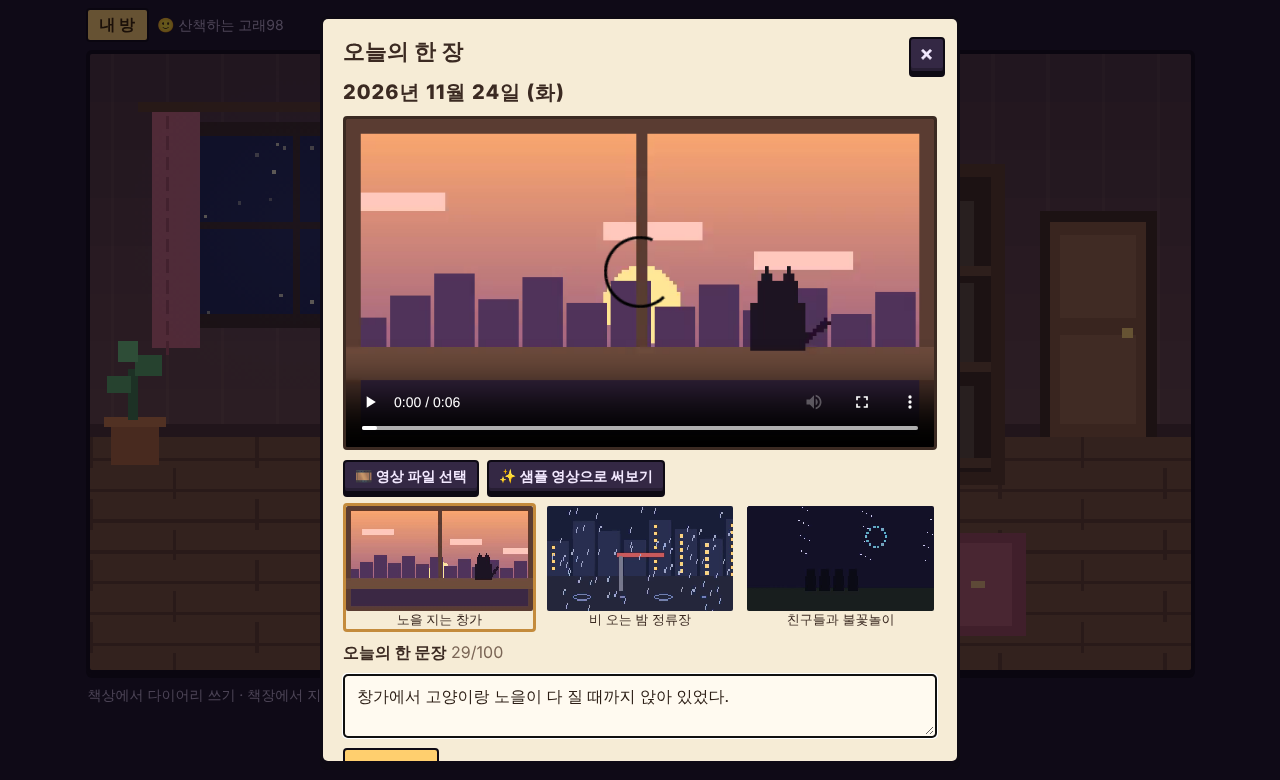 내 방 산책하는 고래98
오늘의 한 장
×
2026년 11월 24일 (화)
0:00 / 0:06
영상 파일 선택 샘플 영상으로 써보기
노을 지는 창가 비 오는 밤 정류장 친구들과 불꽃놀이
오늘의 한 문장 29/100
창가에서 고양이랑 노을이 다 질 때까지 앉아 있었다.
책상에서 다이어리 쓰기 · 책장에서 지